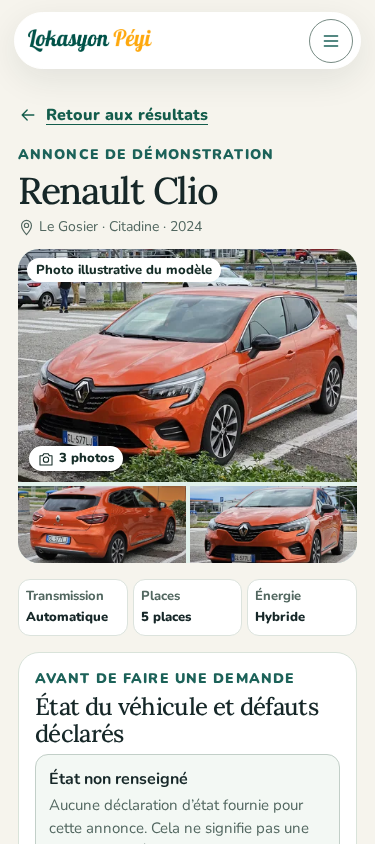 Lokasyon Péyi
Retour aux résultats
ANNONCE DE DÉMONSTRATION
Renault Clio
Le Gosier · Citadine · 2024
Photo illustrative du modèle
3 photos
Transmission
Automatique
Places
5 places
Énergie
Hybride
AVANT DE FAIRE UNE DEMANDE
État du véhicule et défauts
déclarés
État non renseigné
Aucune déclaration d’état fournie pour
cette annonce. Cela ne signifie pas une